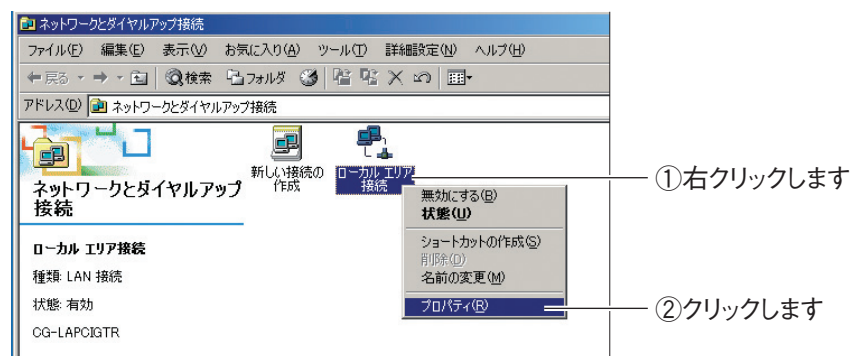 ネットワークとダイヤルアップ接続
ファイル(F) 編集(E) 表示(V) お気に入り(A) ツール(T) 詳細設定(N) ヘルプ(H)
戻る 検索 フォルダ
アドレス(D) ネットワークとダイヤルアップ接続
新しい接続の
作成
ローカル エリア
接続
①右クリックします
ネットワークとダイヤルアップ
接続
無効にする(B)
状態(U)
ショートカットの作成(S)
削除(D)
名前の変更(M)
プロパティ(R)
②クリックします
ローカル エリア接続
種類: LAN 接続
状態: 有効
CG-LAPCIGTR